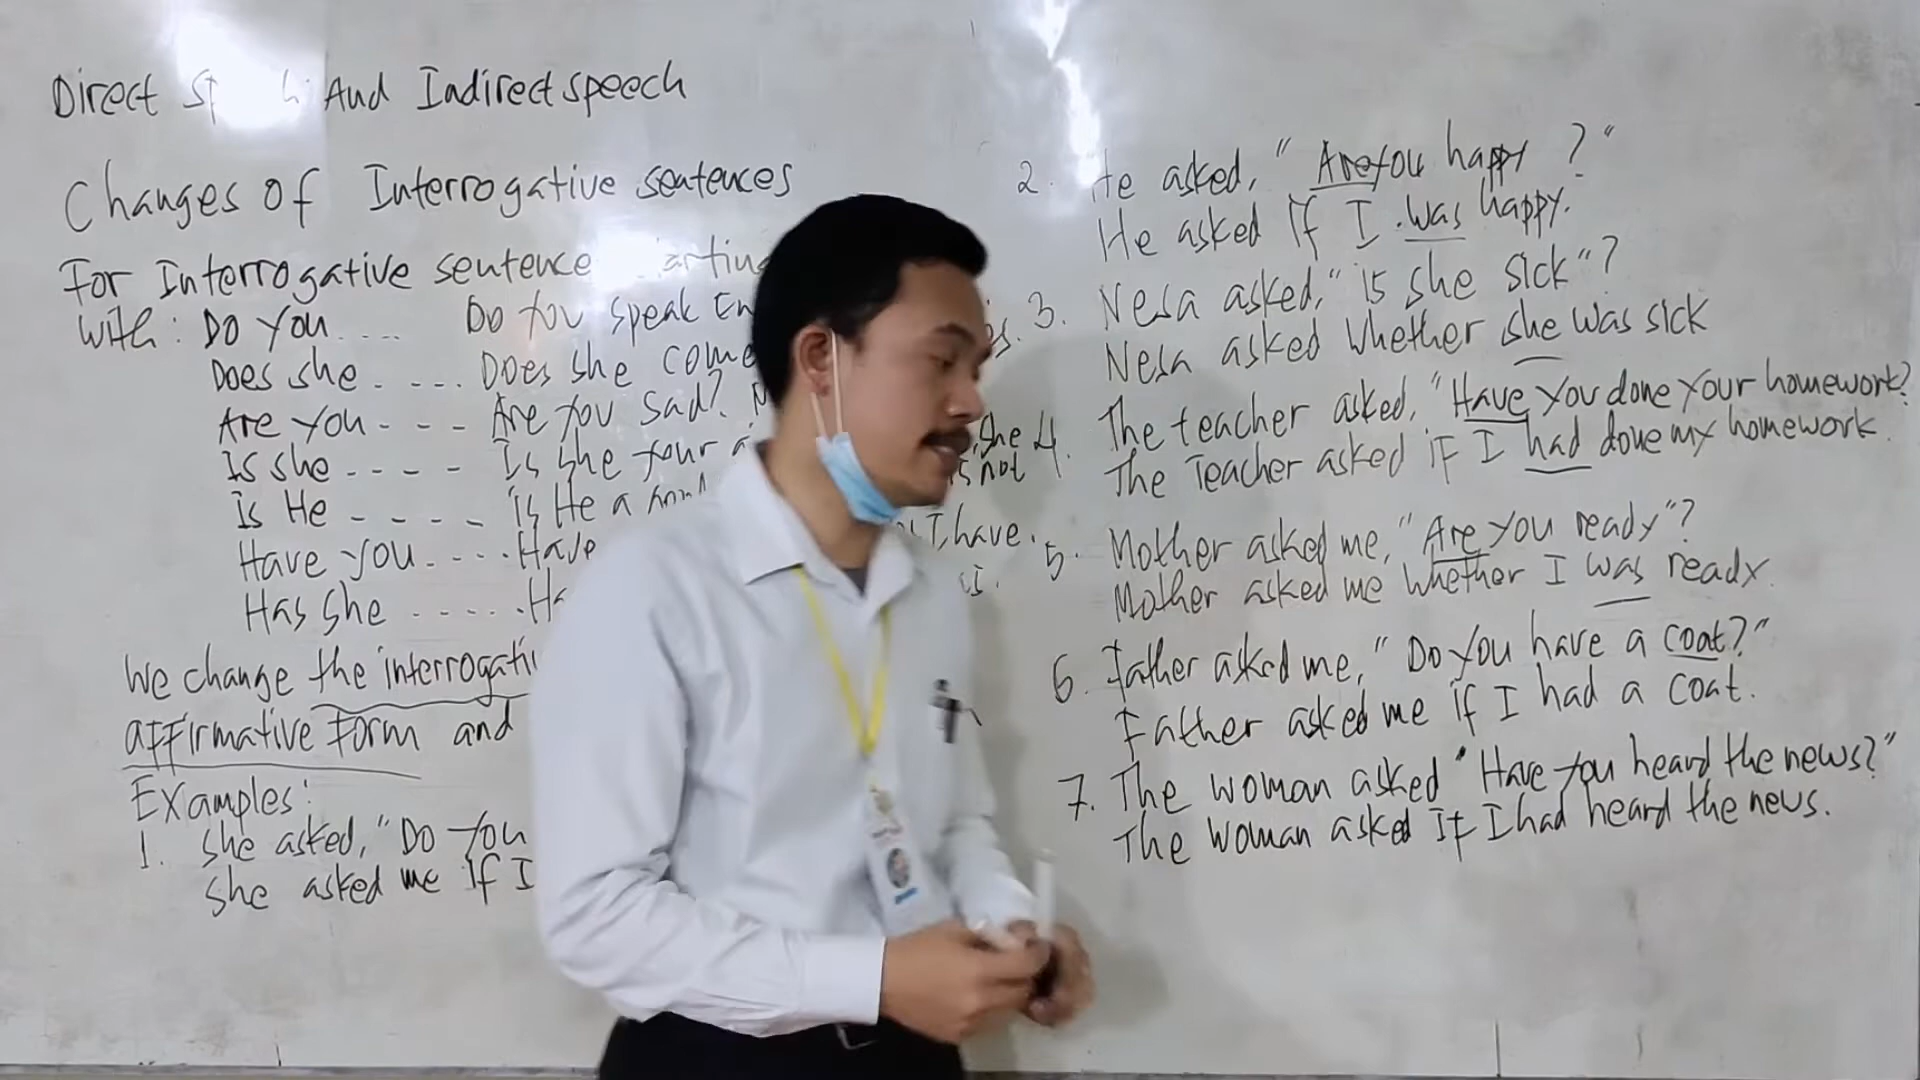 Direct And Indirect speech
Changes of Interrogative sentences
For Interrogative sentence
With: Do you .... Do you speak
Does she. .... Does she come
Are you - - - Are you sad?
Is she - - - - Is she your
Is He - - - - - is He a
Have you - - .... Have
Has she ......
We change the interrogati
affirmative form and
Examples:
1. She asked, "Do you
She asked me if I
she
is not
I, have.
2. He asked, " Are you happy ?"
He asked if I was happy.
3. Nesa asked," is she sick"?
Nesa asked whether she was sick
4. The teacher asked, "Have you done your homework?
The Teacher asked if I had done my homework.
5. Mother asked me, "Are you ready"?
Mother asked me whether I was ready.
6. Father asked me, " Do you have a coat?"
Father asked me if I had a coat.
7. The woman asked "Have you heard the news?"
The woman asked If I had heard the news.